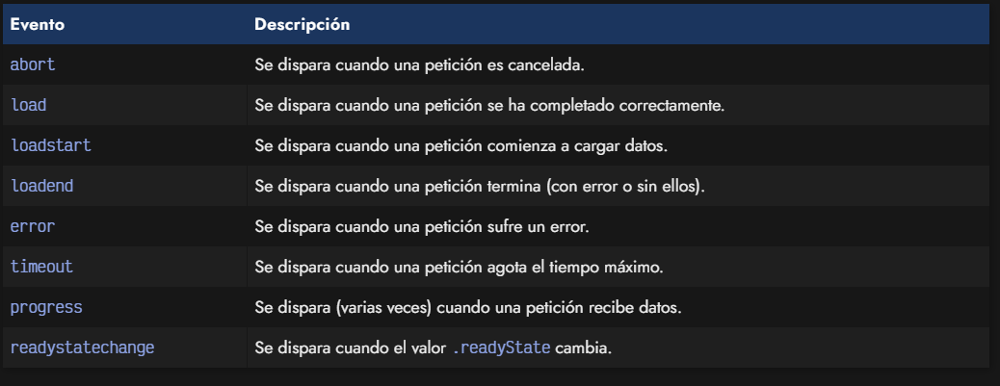 Evento Descripción
abort Se dispara cuando una petición es cancelada.
load Se dispara cuando una petición se ha completado correctamente.
loadstart Se dispara cuando una petición comienza a cargar datos.
loadend Se dispara cuando una petición termina (con error o sin ellos).
error Se dispara cuando una petición sufre un error.
timeout Se dispara cuando una petición agota el tiempo máximo.
progress Se dispara (varias veces) cuando una petición recibe datos.
readystatechange Se dispara cuando el valor .readyState cambia.